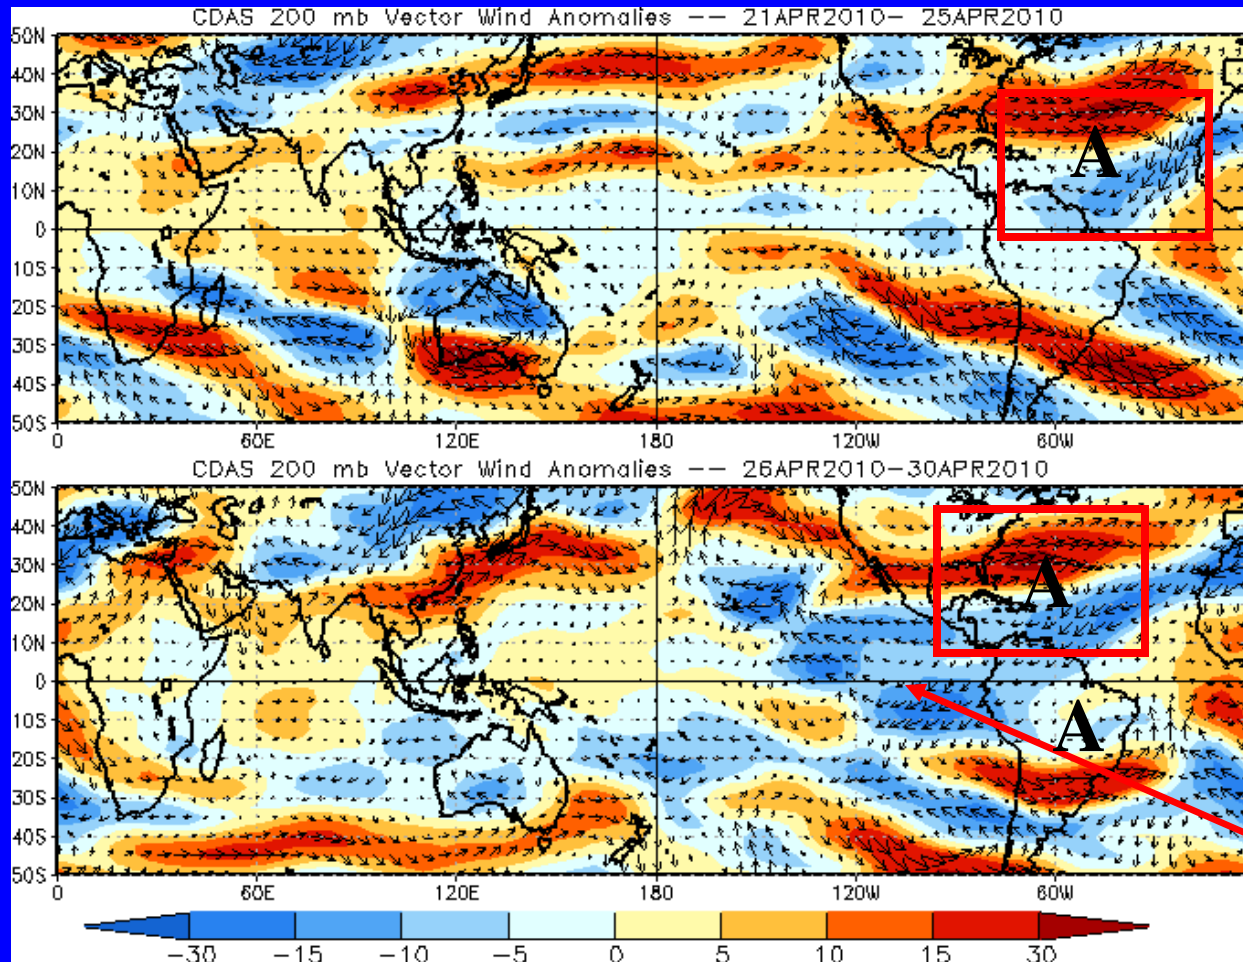 CDAS 200 mb Vector Wind Anomalies -- 21APR2010- 25APR2010
50N
40N
30N
20N
10N
0
10S
20S
30S
40S
50S
A
0 60E 120E 180 120W 60W
CDAS 200 mb Vector Wind Anomalies -- 26APR2010-30APR2010
50N
40N
30N
20N
10N
0
10S
20S
30S
40S
50S
A
A
0 60E 120E 180 120W 60W
-30 -15 -10 -5 0 5 10 15 30